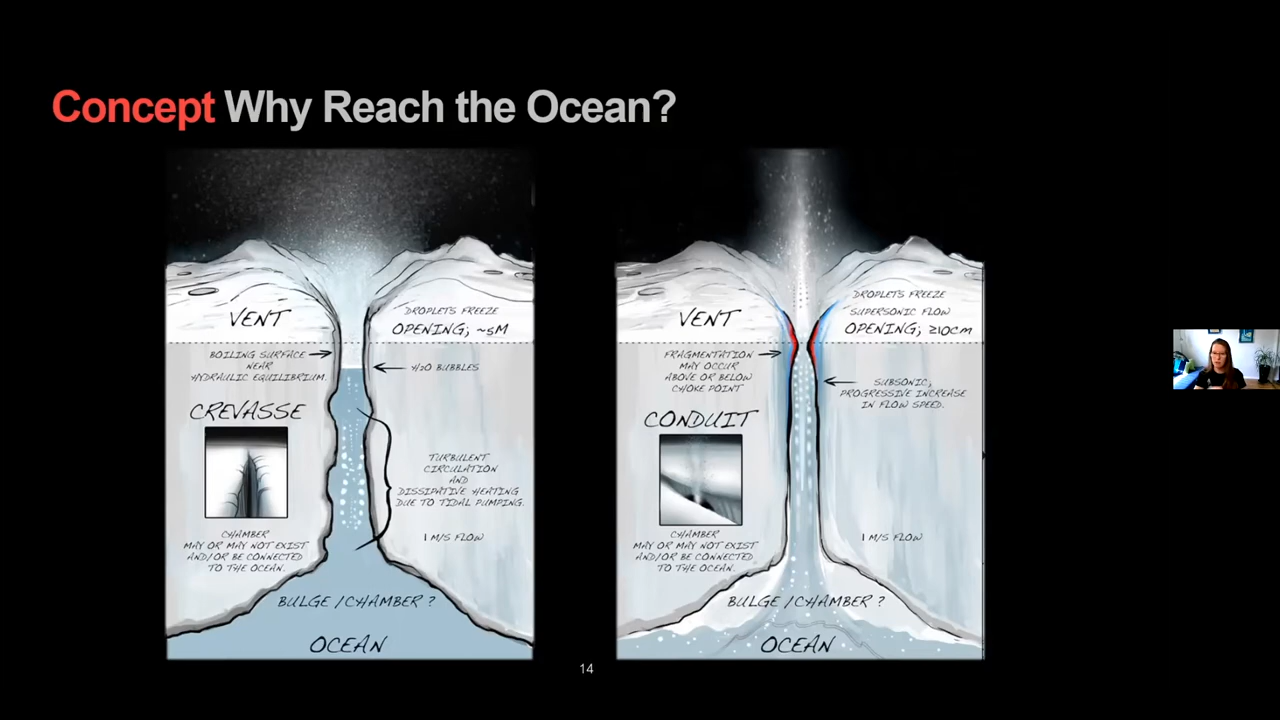 Concept Why Reach the Ocean?
VENT
DROPLETS FREEZE
OPENING; ~5M
BOILING SURFACE
NEAR
HYDRAULIC EQUILIBRIUM.
H20 BUBBLES
CREVASSE
TURBULENT
CIRCULATION
AND
DISSIPATIVE HEATING
DUE TO TIDAL PUMPING.
CHAMBER
MAY OR MAY NOT EXIST
AND/OR BE CONNECTED
TO THE OCEAN.
1 M/S FLOW
BULGE /CHAMBER ?
OCEAN
VENT
DROPLETS FREEZE
SUPERSONIC FLOW
OPENING; ≥10cm
FRAGMENTATION
MAY OCCUR
ABOVE OR BELOW
CHOKE POINT
SUBSONIC,
PROGRESSIVE INCREASE
IN FLOW SPEED.
CONDUIT
CHAMBER
MAY OR MAY NOT EXIST
AND/OR BE CONNECTED
TO THE OCEAN.
1 M/S FLOW
BULGE /CHAMBER ?
OCEAN
14